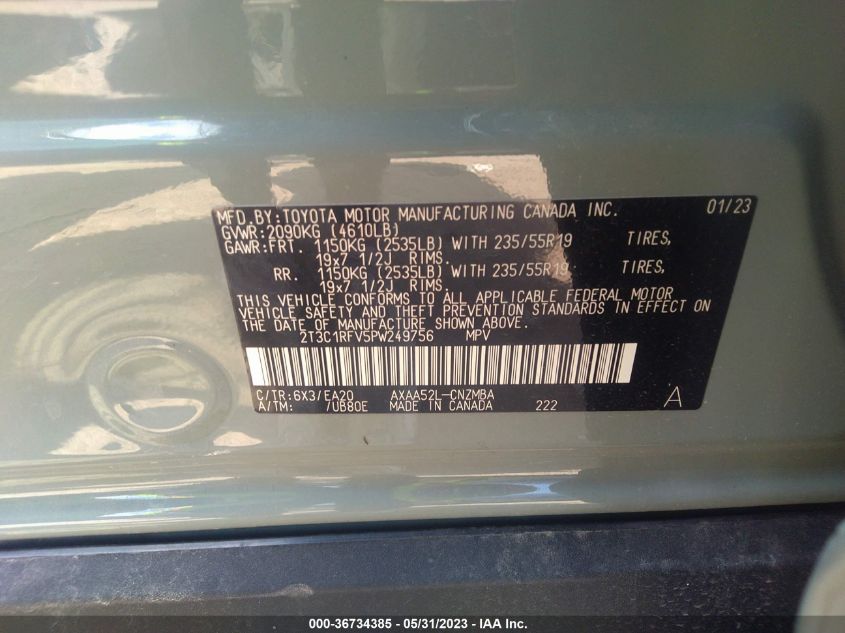 MFD.BY:TOYOTA MOTOR MANUFACTURING CANADA INC. 01/23
GVWR:2090KG (4610LB)
GAWR:FRT. 1150KG (2535LB) WITH 235/55R19 TIRES,
19x7 1/2J RIMS.
RR. 1150KG (2535LB) WITH 235/55R19 TIRES,
19x7 1/2J RIMS.
THIS VEHICLE CONFORMS TO ALL APPLICABLE FEDERAL MOTOR
VEHICLE SAFETY AND THEFT PREVENTION STANDARDS IN EFFECT ON
THE DATE OF MANUFACTURE SHOWN ABOVE.
2T3C1RFV5PW249756 MPV
C/TR:6X3/EA20 AXAA52L-CNZMBA
A/TM: /UB80E MADE IN CANADA 222 A
000-36734385 - 05/31/2023 - IAA Inc.